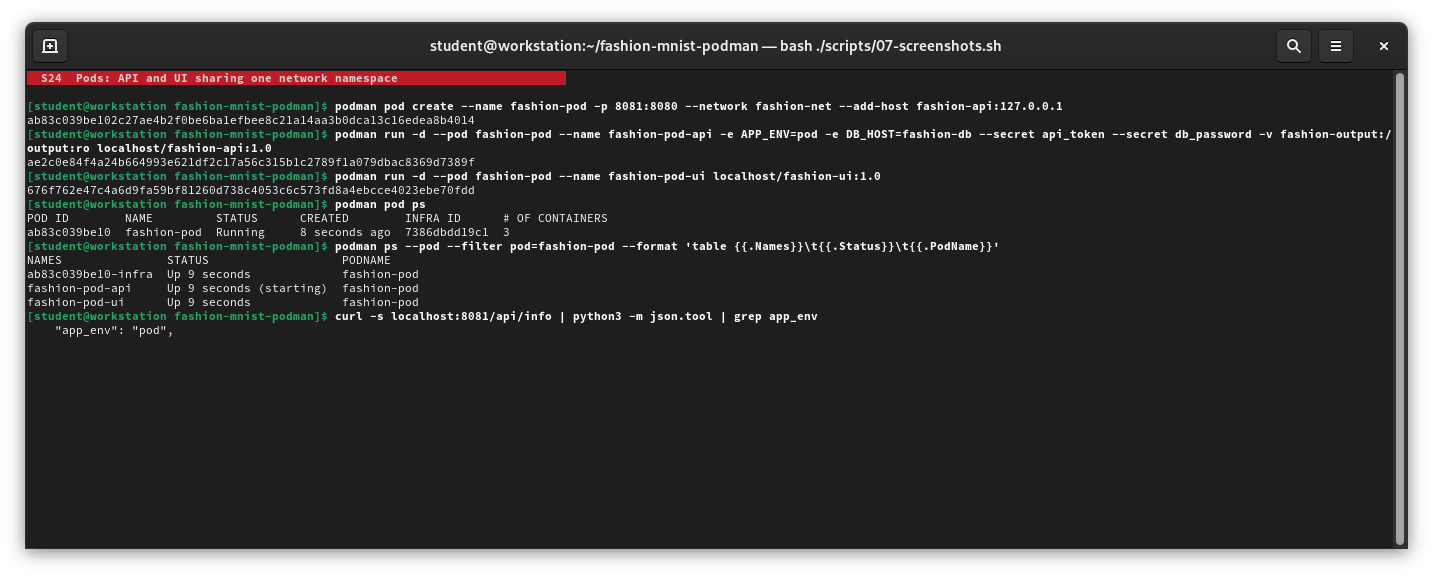 student@workstation:~/fashion-mnist-podman — bash ./scripts/07-screenshots.sh
S24  Pods: API and UI sharing one network namespace
[student@workstation fashion-mnist-podman]$ podman pod create --name fashion-pod -p 8081:8080 --network fashion-net --add-host fashion-api:127.0.0.1
ab83c039be102c27ae4b2f0be6ba1efbee8c21a14aa3b0dca13c16edea8b4014
[student@workstation fashion-mnist-podman]$ podman run -d --pod fashion-pod --name fashion-pod-api -e APP_ENV=pod -e DB_HOST=fashion-db --secret api_token --secret db_password -v fashion-output:/
output:ro localhost/fashion-api:1.0
ae2c0e84f4a24b664993e621df2c17a56c315b1c2789f1a079dbac8369d7389f
[student@workstation fashion-mnist-podman]$ podman run -d --pod fashion-pod --name fashion-pod-ui localhost/fashion-ui:1.0
676f762e47c4a6d9fa59bf81260d738c4053c6c573fd8a4ebcce4023ebe70fdd
[student@workstation fashion-mnist-podman]$ podman pod ps
POD ID        NAME         STATUS      CREATED        INFRA ID      # OF CONTAINERS
ab83c039be10  fashion-pod  Running     8 seconds ago  7386dbdd19c1  3
[student@workstation fashion-mnist-podman]$ podman ps --pod --filter pod=fashion-pod --format 'table {{.Names}}\t{{.Status}}\t{{.PodName}}'
NAMES               STATUS                   PODNAME
ab83c039be10-infra  Up 9 seconds             fashion-pod
fashion-pod-api     Up 9 seconds (starting)  fashion-pod
fashion-pod-ui      Up 9 seconds             fashion-pod
[student@workstation fashion-mnist-podman]$ curl -s localhost:8081/api/info | python3 -m json.tool | grep app_env
    "app_env": "pod",